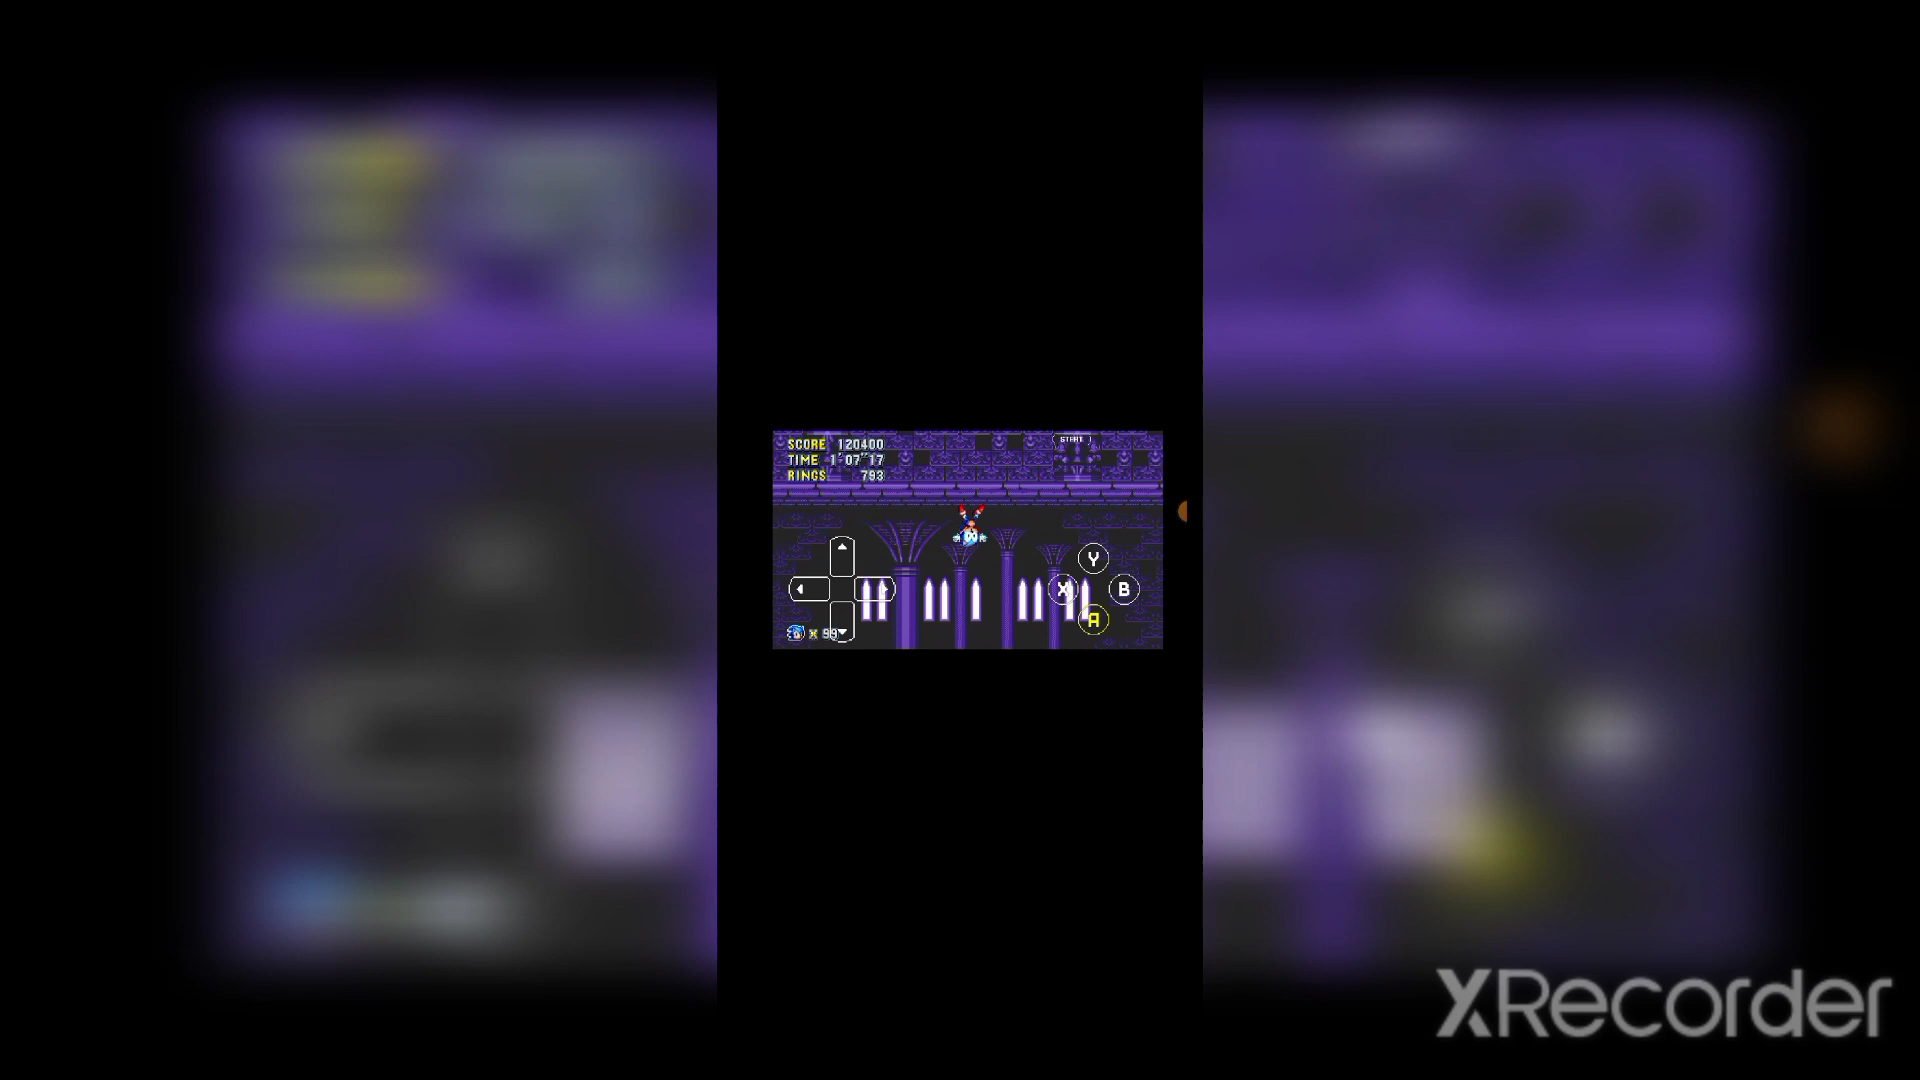 SCORE 120400
TIME 1'07"17
RINGS 793
START
Y
X
B
A
X 99
XRecorder